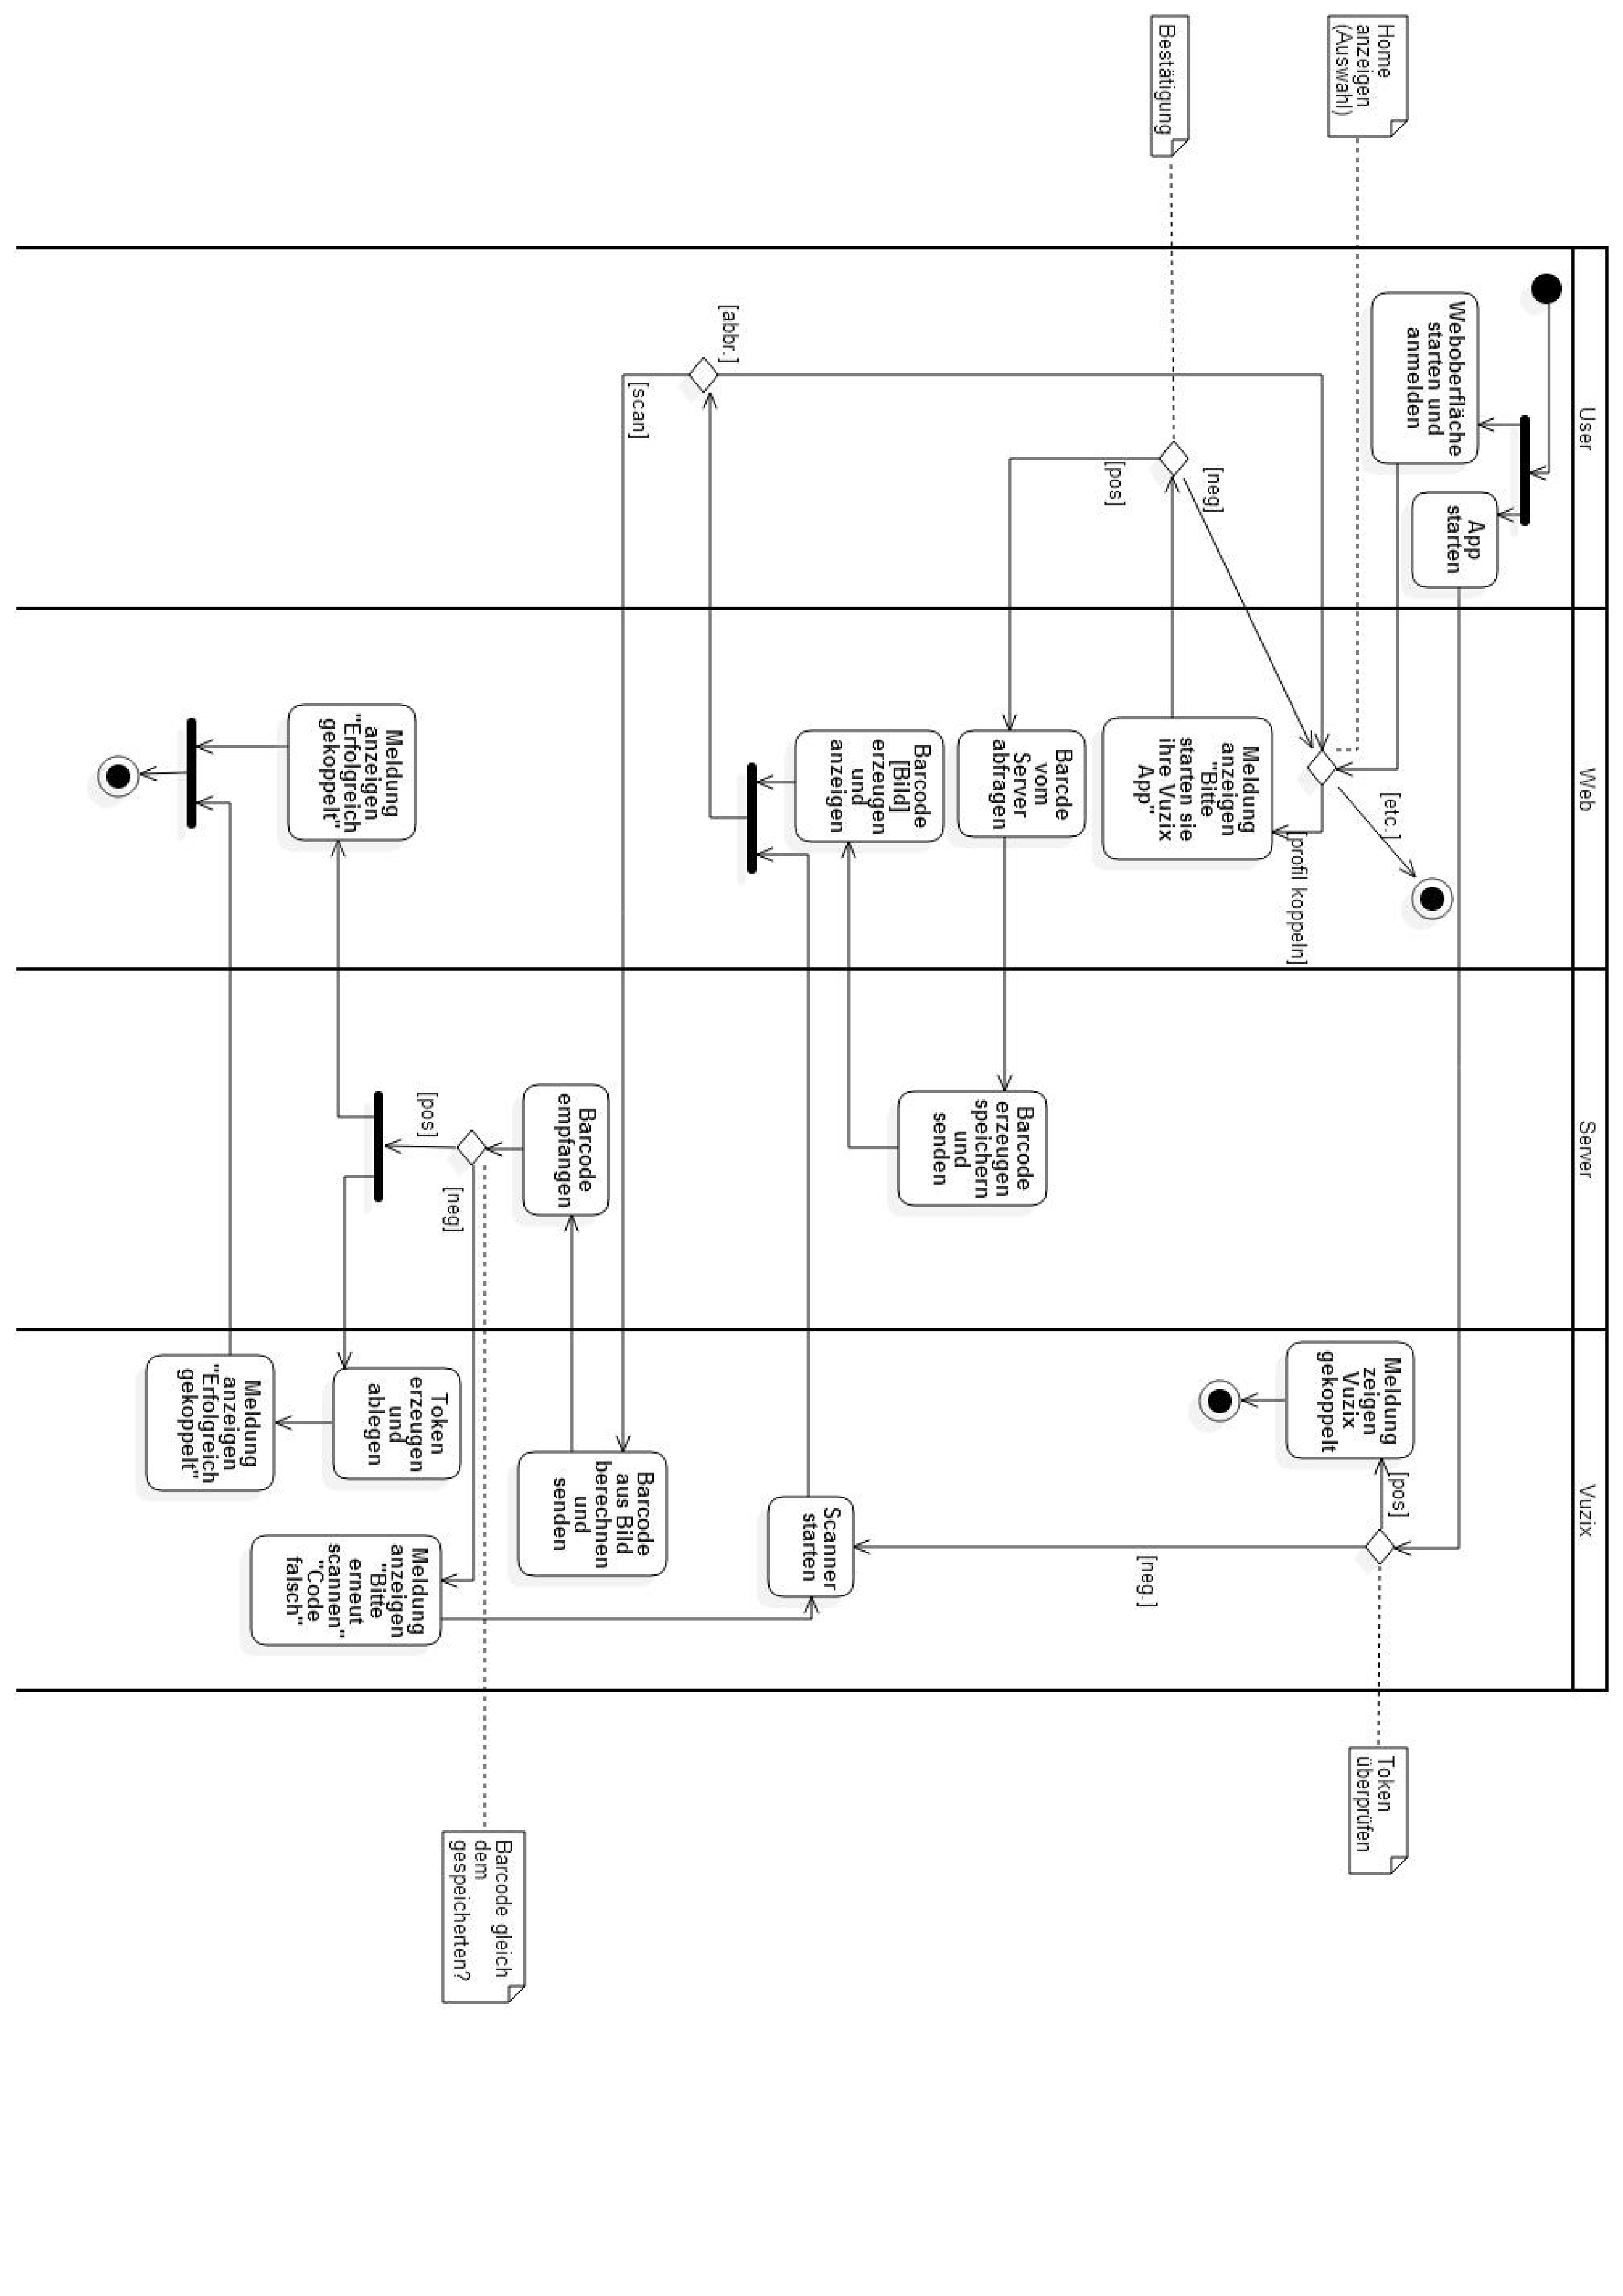 User
Web
Server
Vuzix
Weboberfläche
starten und
anmelden
App
starten
Home
anzeigen
(Auswahl)
[etc.]
[profil koppeln]
Meldung
zeigen
Vuzix
gekoppelt
[pos]
Token
überprüfen
Meldung
anzeigen
"Bitte
starten sie
ihre Vuzix
App"
[neg]
Bestätigung
[pos]
[neg.]
Barcde
vom
Server
abfragen
Barcode
erzeugen
speichern
und
senden
Barcode
[Bild]
erzeugen
und
anzeigen
Scanner
starten
[abbr.]
[scan]
Barcode
aus Bild
berechnen
und
senden
Barcode
empfangen
Barcode gleich
dem
gespeicherten?
[neg]
[pos]
Token
erzeugen
und
ablegen
Meldung
anzeigen
"Bitte
erneut
scannen"
"Code
falsch"
Meldung
anzeigen
"Erfolgreich
gekoppelt"
Meldung
anzeigen
"Erfolgreich
gekoppelt"